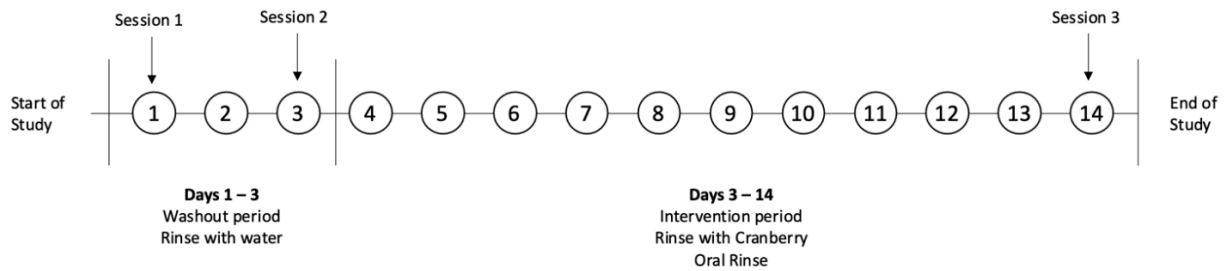 Session 1
Session 2
Session 3
Start of
Study
1 2 3 4 5 6 7 8 9 10 11 12 13 14
End of
Study
Days 1 – 3
Washout period
Rinse with water
Days 3 – 14
Intervention period
Rinse with Cranberry
Oral Rinse